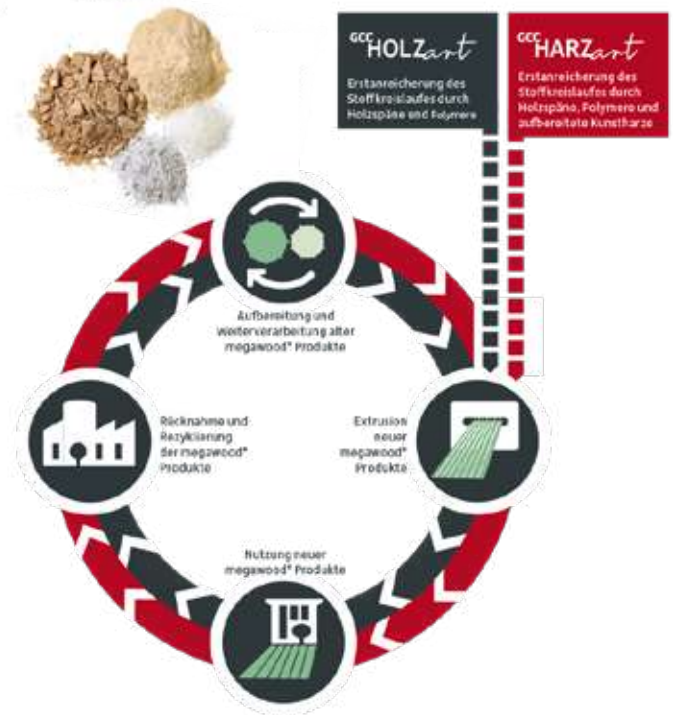 GCC HOLZart
Erstanreicherung des
Stoffkreislaufes durch
Holzspäne und Polymere
GCC HARZart
Erstanreicherung des
Stoffkreislaufes durch
Holzspäne, Polymere und
aufbereitete Kunstharze
Aufbereitung und
Weiterverarbeitung alter
megawood® Produkte
Rücknahme und
Rezyklierung
der megawood®
Produkte
Extrusion
neuer
megawood®
Produkte
Nutzung neuer
megawood® Produkte